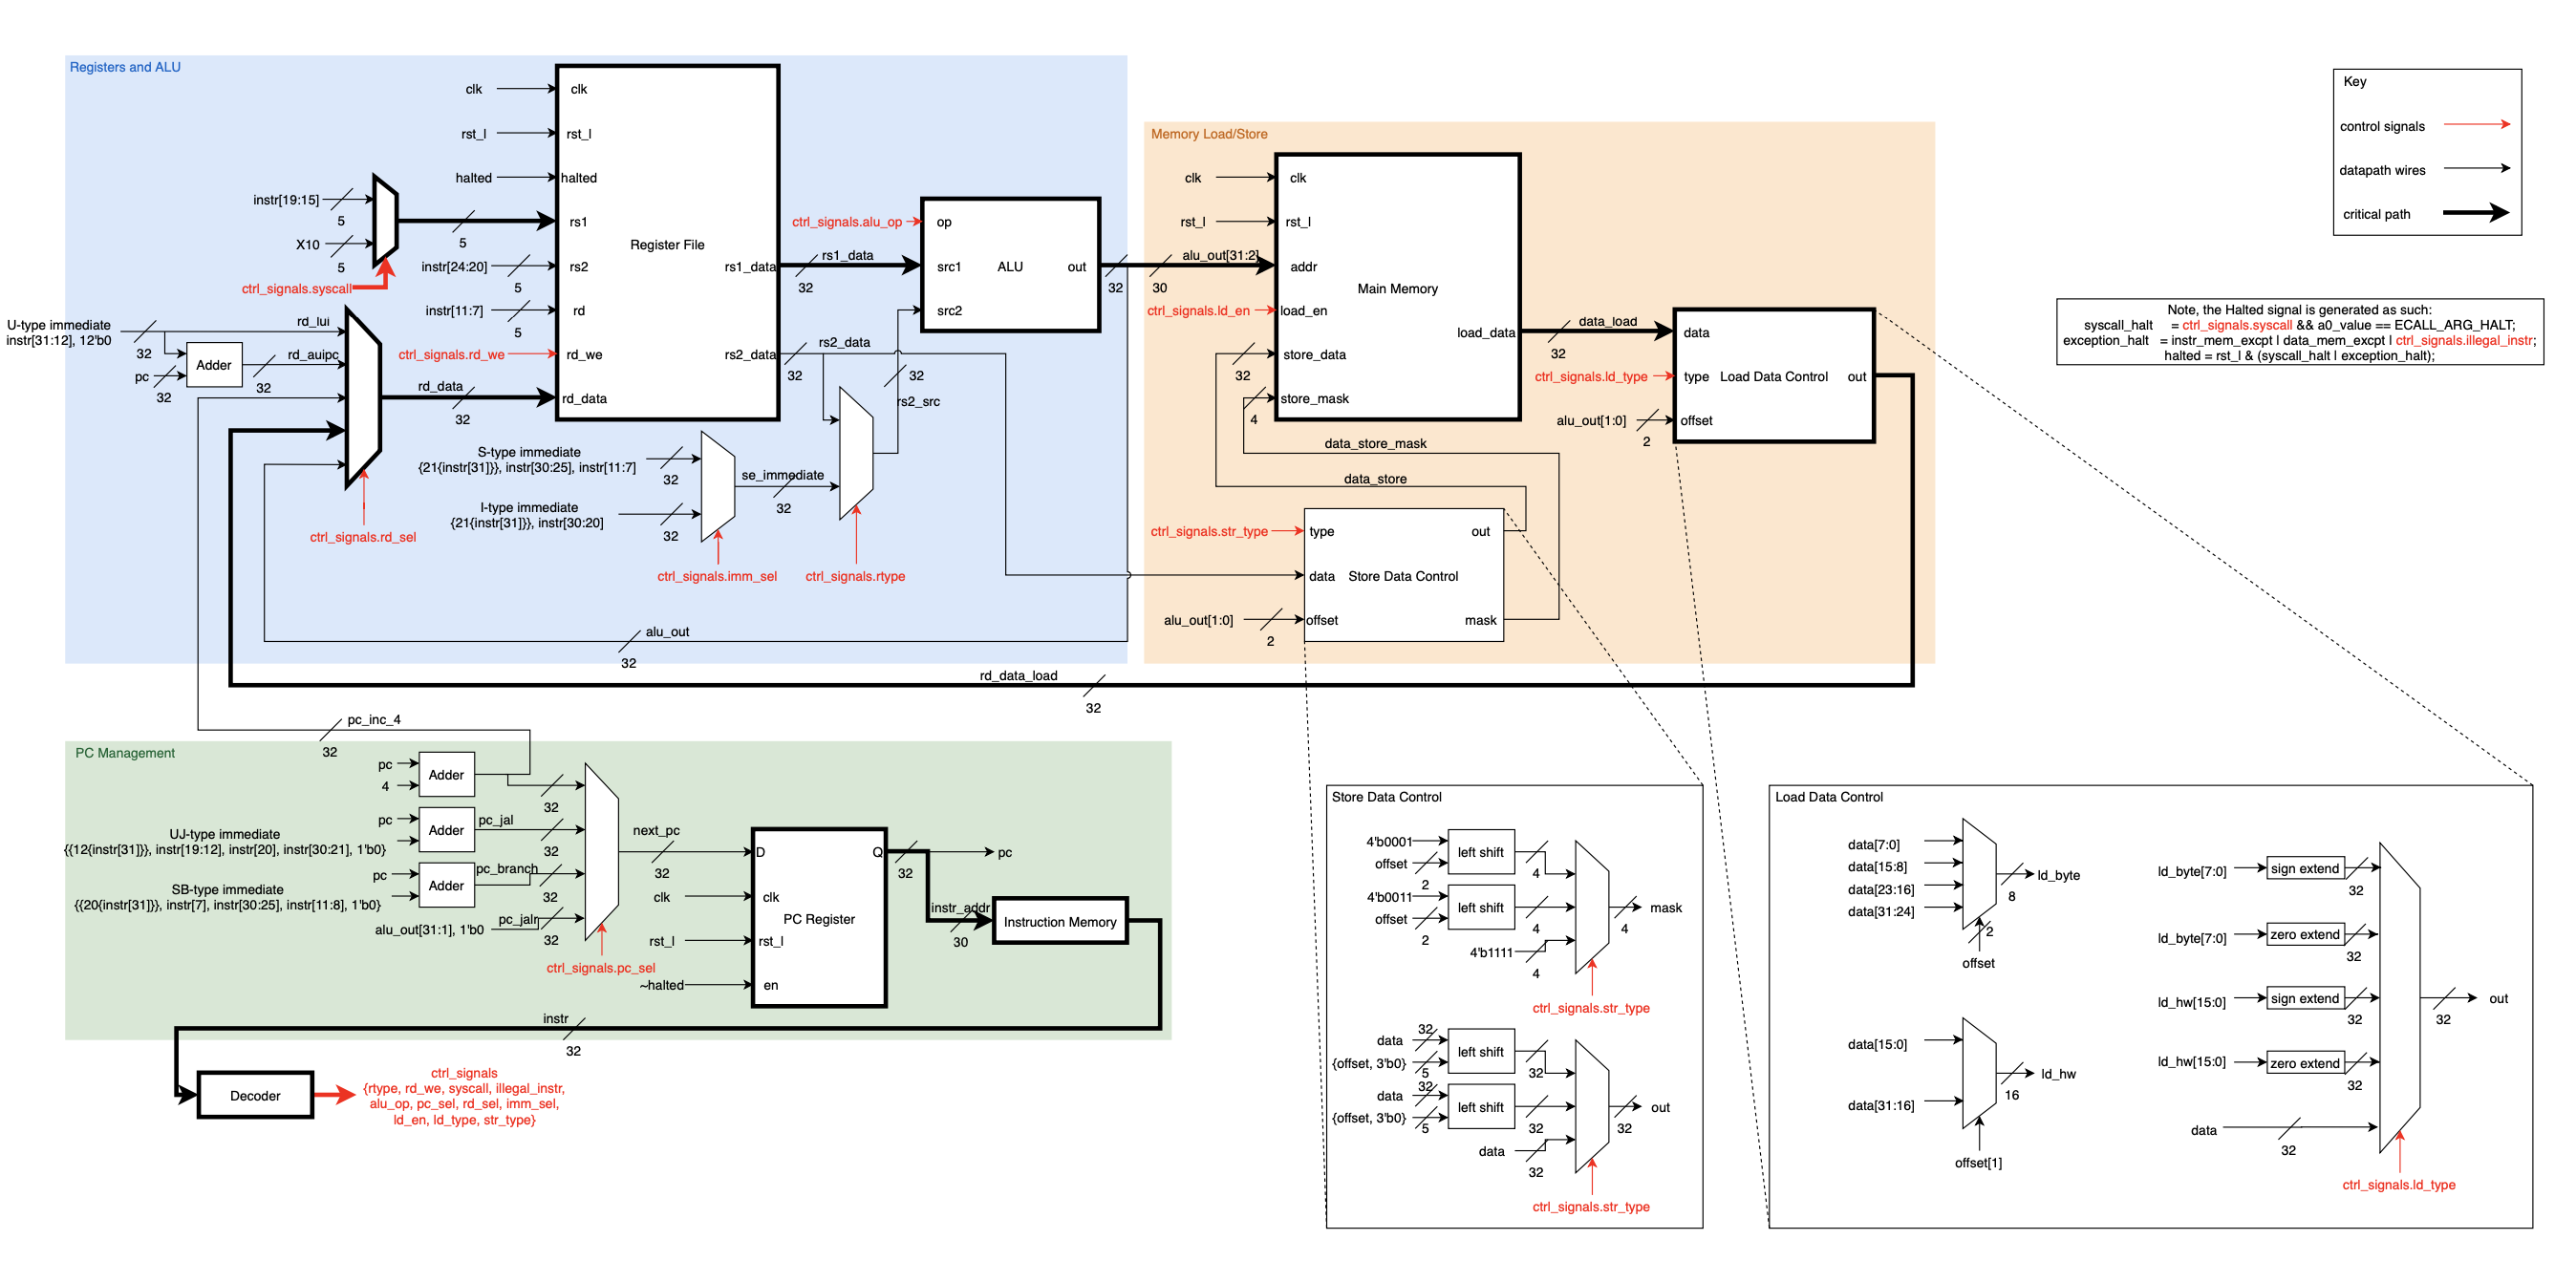 Registers and ALU
clk
clk
rst_l
rst_l
halted
halted
instr[19:15]
5
X10
5
5
rs1
ctrl_signals.syscall
instr[24:20]
5
rs2
instr[11:7]
5
rd
ctrl_signals.rd_we
rd_we
rd_data
32
rd_data
Register File
rs1_data
rs2_data
U-type immediate
instr[31:12], 12'b0
32
rd_lui
pc
32
Adder
rd_auipc
32
ctrl_signals.rd_sel
ctrl_signals.alu_op
op
rs1_data
32
src1
ALU
out
src2
32
rs2_data
32
32
rs2_src
S-type immediate
{21{instr[31]}}, instr[30:25], instr[11:7]
32
I-type immediate
{21{instr[31]}}, instr[30:20]
32
se_immediate
32
ctrl_signals.imm_sel
ctrl_signals.rtype
alu_out
32
Memory Load/Store
clk
clk
rst_l
rst_l
alu_out[31:2]
30
addr
Main Memory
ctrl_signals.ld_en
load_en
load_data
32
store_data
4
store_mask
data_load
32
data
ctrl_signals.ld_type
type
Load Data Control
out
alu_out[1:0]
2
offset
data_store_mask
data_store
ctrl_signals.str_type
type
out
data
Store Data Control
alu_out[1:0]
2
offset
mask
rd_data_load
32
Key
control signals
datapath wires
critical path
Note, the Halted signal is generated as such:
syscall_halt = ctrl_signals.syscall && a0_value == ECALL_ARG_HALT;
exception_halt = instr_mem_excpt | data_mem_excpt | ctrl_signals.illegal_instr;
halted = rst_l & (syscall_halt | exception_halt);
pc_inc_4
32
PC Management
pc
4
Adder
32
pc
Adder
pc_jal
32
UJ-type immediate
{{12{instr[31]}}, instr[19:12], instr[20], instr[30:21], 1'b0}
pc
Adder
pc_branch
32
SB-type immediate
{{20{instr[31]}}, instr[7], instr[30:25], instr[11:8], 1'b0}
pc_jalr
alu_out[31:1], 1'b0
32
ctrl_signals.pc_sel
next_pc
32
D
Q
clk
clk
PC Register
rst_l
rst_l
~halted
en
32
pc
instr_addr
30
Instruction Memory
instr
32
Decoder
ctrl_signals
{rtype, rd_we, syscall, illegal_instr,
alu_op, pc_sel, rd_sel, imm_sel,
ld_en, ld_type, str_type}
Store Data Control
4'b0001
offset
2
left shift
4
4'b0011
offset
2
left shift
4
4'b1111
4
4
mask
ctrl_signals.str_type
32
data
{offset, 3'b0}
5
left shift
32
32
data
{offset, 3'b0}
5
left shift
32
data
32
32
out
ctrl_signals.str_type
Load Data Control
data[7:0]
data[15:8]
data[23:16]
data[31:24]
8
ld_byte
2
offset
data[15:0]
data[31:16]
16
ld_hw
offset[1]
ld_byte[7:0]
sign extend
32
ld_byte[7:0]
zero extend
32
ld_hw[15:0]
sign extend
32
ld_hw[15:0]
zero extend
32
data
32
32
out
ctrl_signals.ld_type